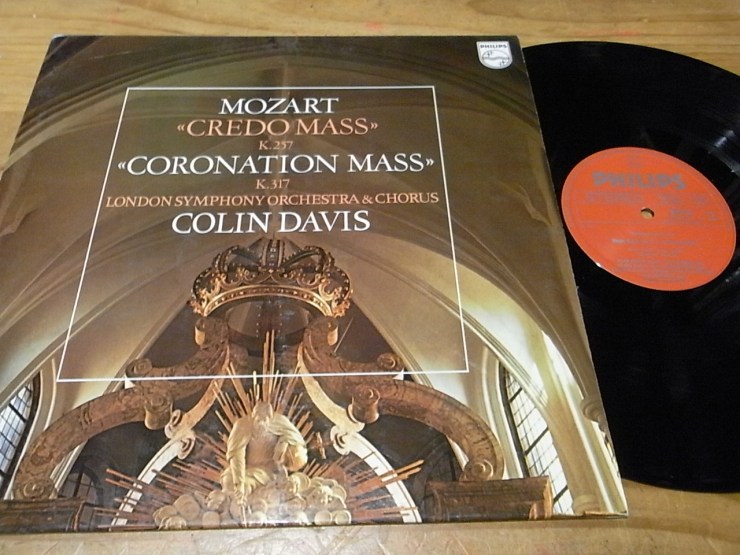 PHILIPS
MOZART
«CREDO MASS»
K.257
«CORONATION MASS»
K.317
LONDON SYMPHONY ORCHESTRA & CHORUS
COLIN DAVIS
PHILIPS